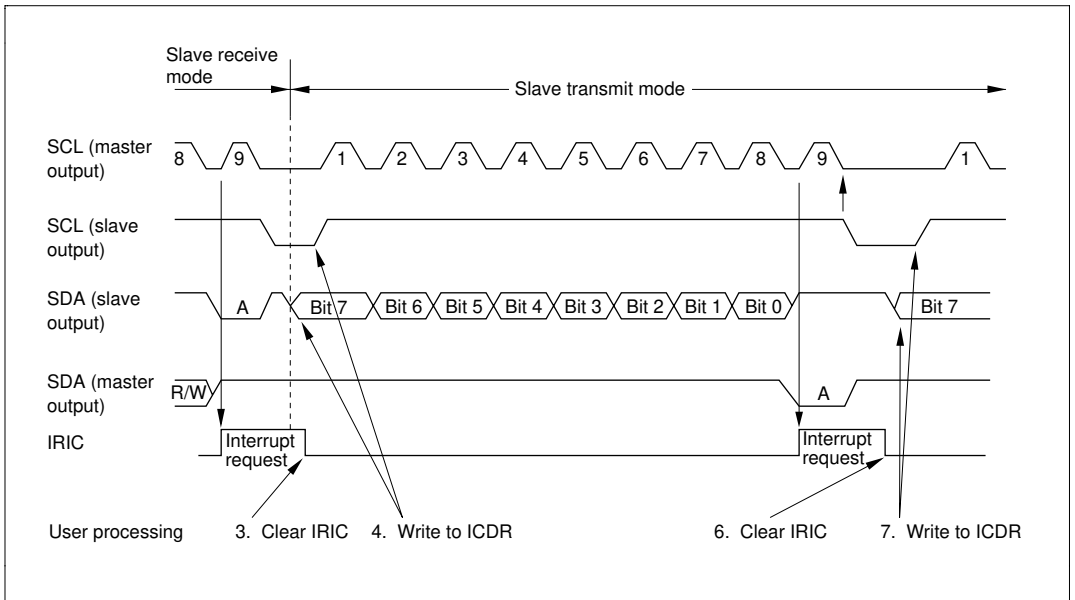 Slave receive
mode
Slave transmit mode
SCL (master
output)
8 9 1 2 3 4 5 6 7 8 9 1
SCL (slave
output)
SDA (slave
output)
A Bit 7 Bit 6 Bit 5 Bit 4 Bit 3 Bit 2 Bit 1 Bit 0 Bit 7
SDA (master
output)
R/W A
IRIC
Interrupt
request
Interrupt
request
User processing 3. Clear IRIC 4. Write to ICDR 6. Clear IRIC 7. Write to ICDR